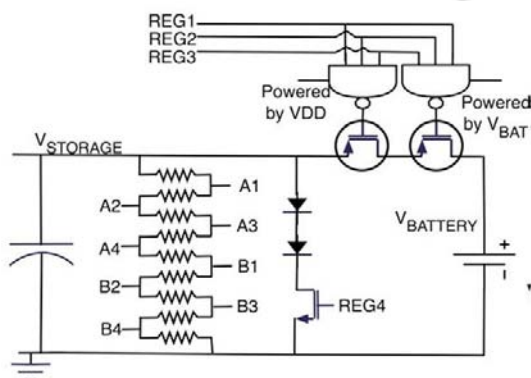 REG1
REG2
REG3
Powered
by VDD
Powered
by VBAT
VSTORAGE
A1
A2
A3
VBATTERY
A4
B1
B2
B3
REG4
B4
+
−